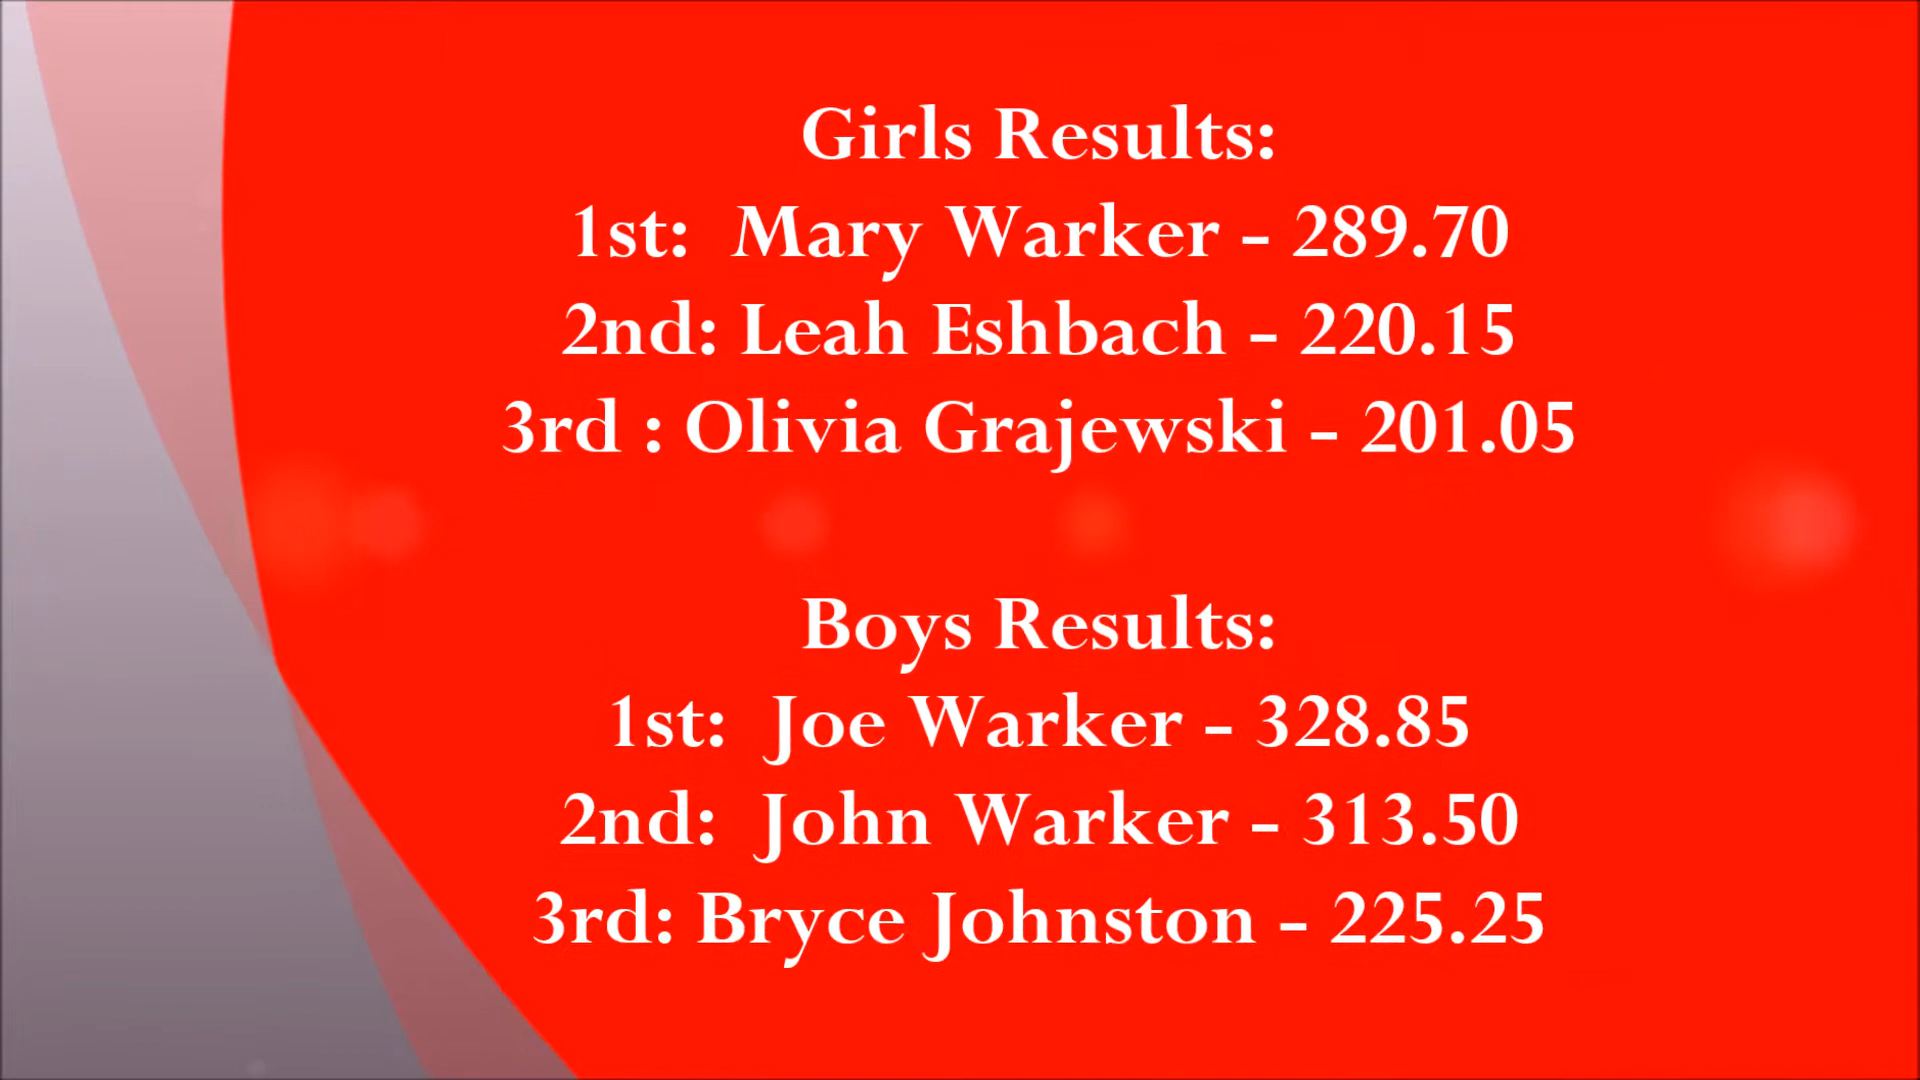 Girls Results:
1st:  Mary Warker - 289.70
2nd: Leah Eshbach - 220.15
3rd : Olivia Grajewski - 201.05
Boys Results:
1st:  Joe Warker - 328.85
2nd:  John Warker - 313.50
3rd: Bryce Johnston - 225.25